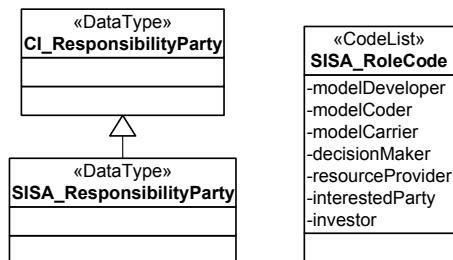 «DataType»
CI_ResponsibilityParty
«DataType»
SISA_ResponsibilityParty
«CodeList»
SISA_RoleCode
-modelDeveloper
-modelCoder
-modelCarrier
-decisionMaker
-resourceProvider
-interestedParty
-investor